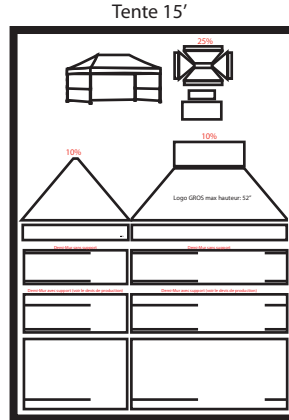 Tente 15'
25%
10%
10%
Logo GROS max hauteur: 52"
Demi-Mur sans support
Demi-Mur sans support
Demi-Mur avec support (voir le devis de production)
Demi-Mur avec support (voir le devis de production)